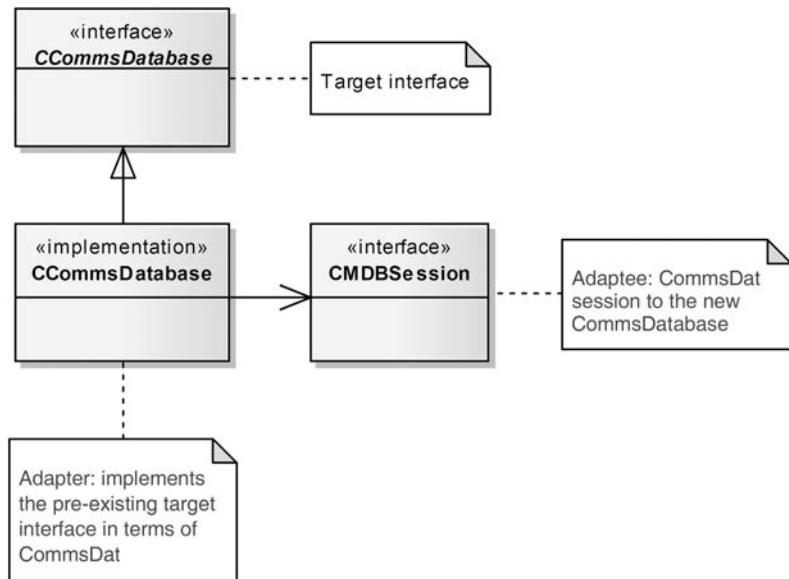 «interface»
CCommsDatabase
Target interface
«implementation»
CCommsDatabase
«interface»
CMDBSession
Adaptee: CommsDat
session to the new
CommsDatabase
Adapter: implements
the pre-existing target
interface in terms of
CommsDat